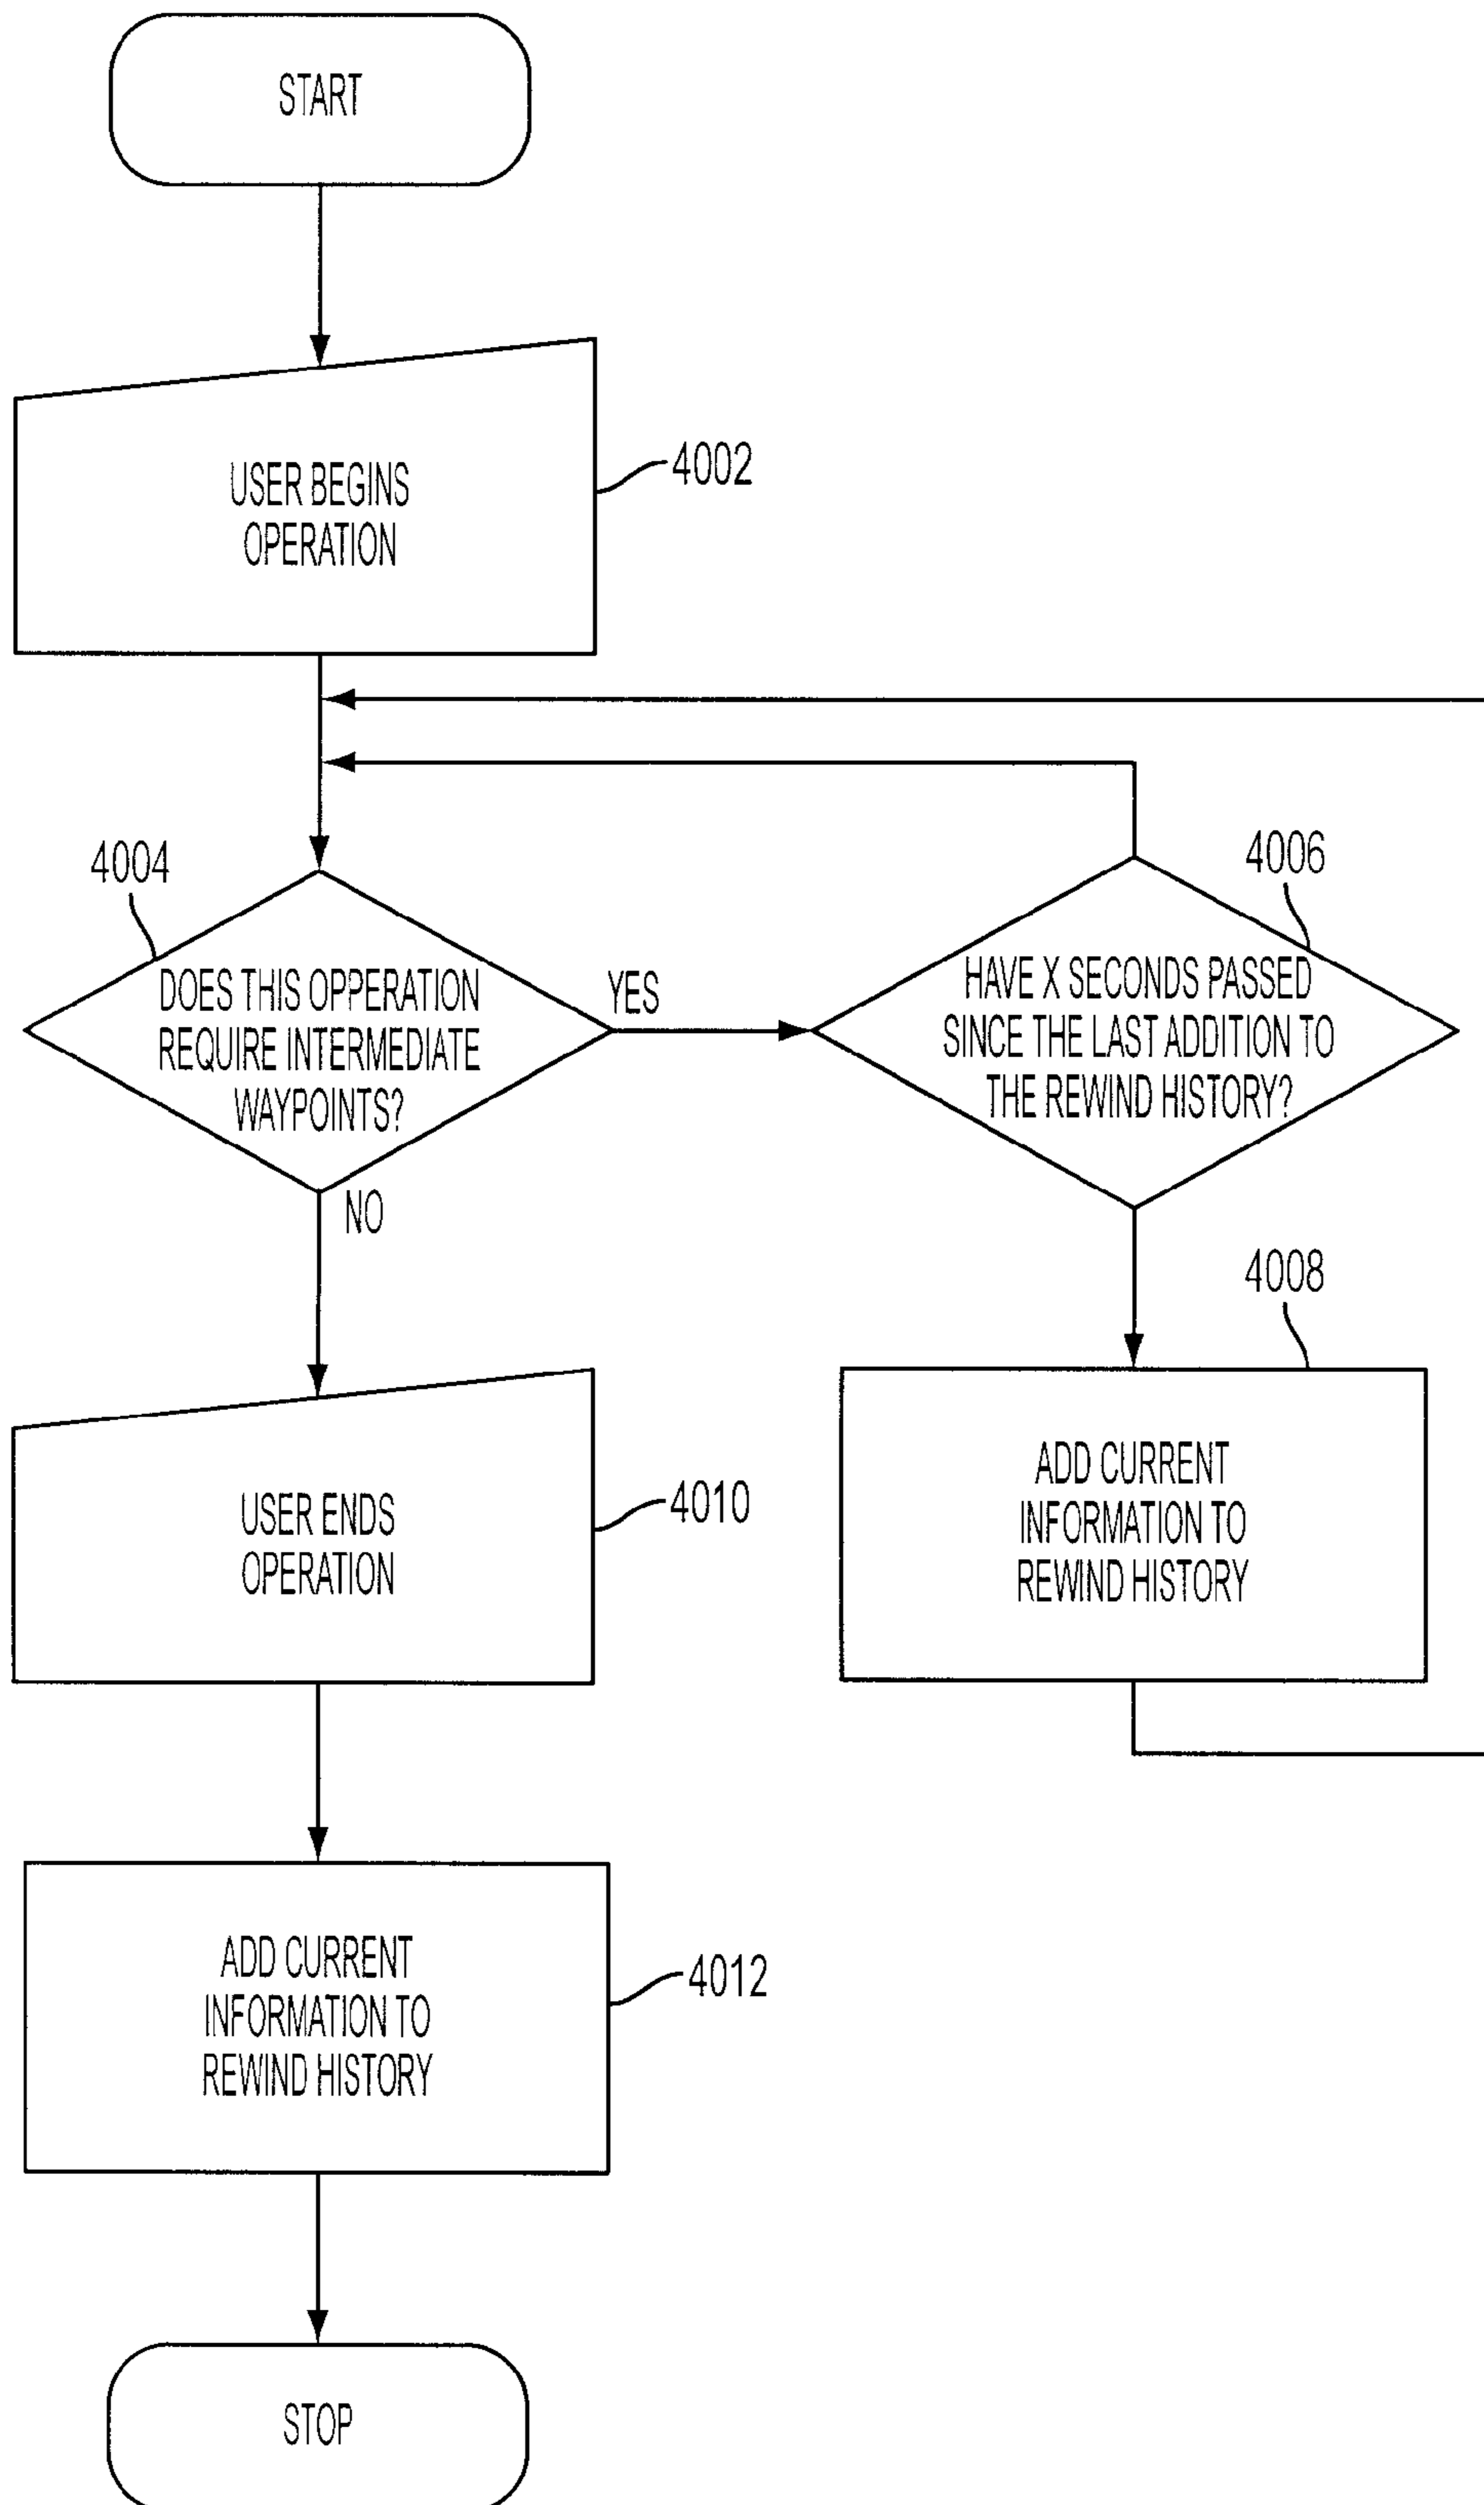 START
USER BEGINS
OPERATION
4002
4004
DOES THIS OPPERATION
REQUIRE INTERMEDIATE
WAYPOINTS?
YES
NO
4006
HAVE X SECONDS PASSED
SINCE THE LAST ADDITION TO
THE REWIND HISTORY?
4008
ADD CURRENT
INFORMATION TO
REWIND HISTORY
USER ENDS
OPERATION
4010
ADD CURRENT
INFORMATION TO
REWIND HISTORY
4012
STOP